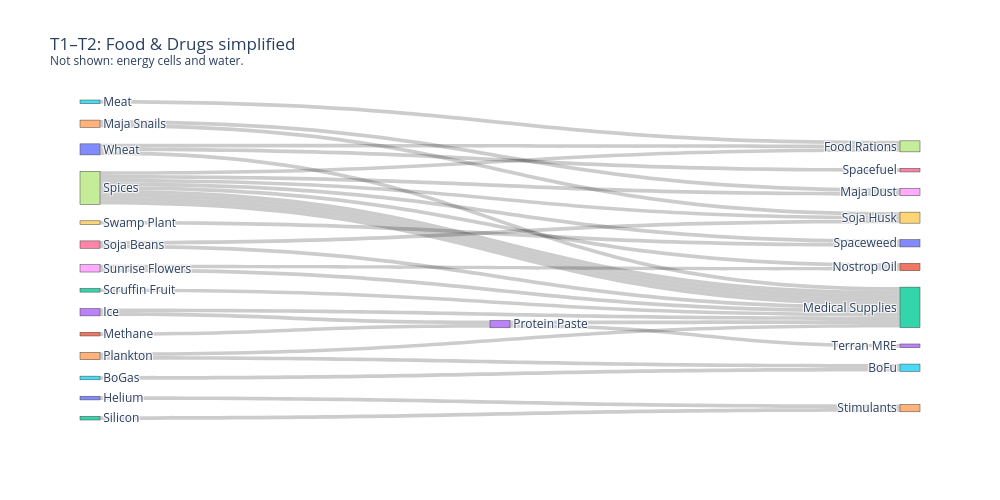 T1–T2: Food & Drugs simplified
Not shown: energy cells and water.
Meat
Maja Snails
Wheat
Spices
Swamp Plant
Soja Beans
Sunrise Flowers
Scruffin Fruit
Ice
Methane
Plankton
BoGas
Helium
Silicon
Protein Paste
Food Rations
Spacefuel
Maja Dust
Soja Husk
Spaceweed
Nostrop Oil
Medical Supplies
Terran MRE
BoFu
Stimulants